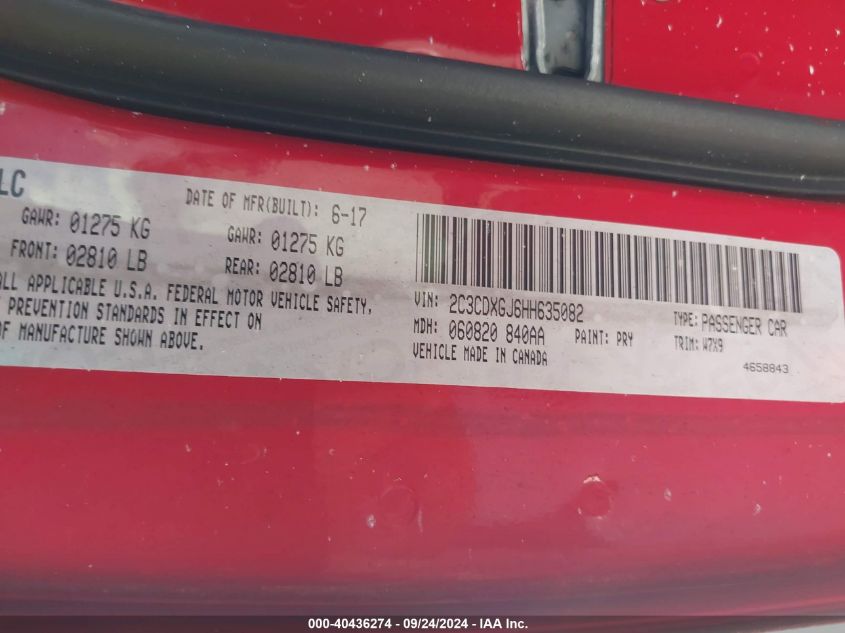 LC
DATE OF MFR(BUILT): 6-17
GAWR: 01275 KG GAWR: 01275 KG
FRONT: 02810 LB REAR: 02810 LB
ALL APPLICABLE U.S.A. FEDERAL MOTOR VEHICLE SAFETY,
PREVENTION STANDARDS IN EFFECT ON
OF MANUFACTURE SHOWN ABOVE.
VIN: 2C3CDXGJ6HH635082 TYPE: PASSENGER CAR
MDH: 060820 840AA PAINT: PRY TRIM: W7X9
VEHICLE MADE IN CANADA 4658843
000-40436274 - 09/24/2024 - IAA Inc.